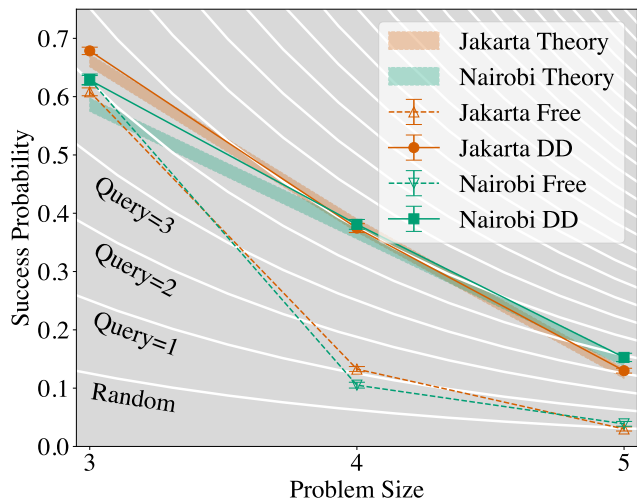 0.7
0.6
0.5
0.4
0.3
0.2
0.1
0.0
Success Probability
Jakarta Theory
Nairobi Theory
Jakarta Free
Jakarta DD
Nairobi Free
Nairobi DD
Query=3
Query=2
Query=1
Random
3
4
5
Problem Size